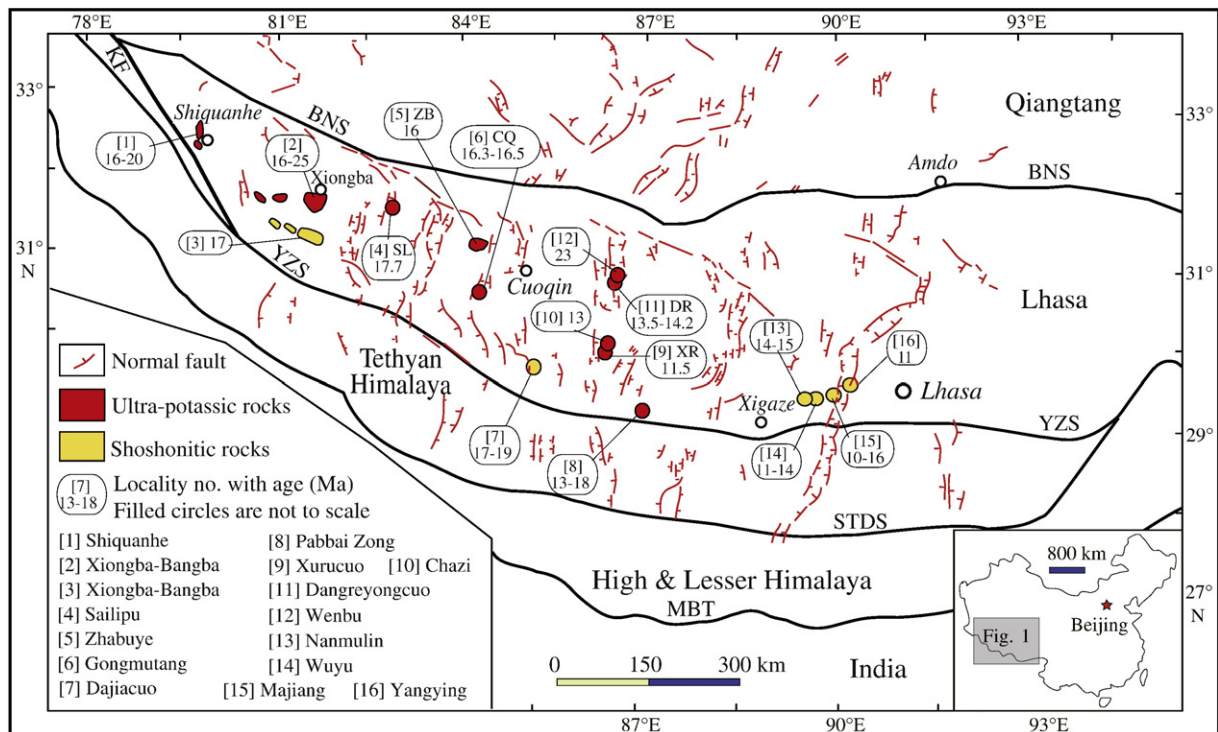 78°E
81°E
84°E
87°E
90°E
93°E
33°
31°
N
33°
31°
29°
27°
N
KF
Shiquanhe
[1]
16-20
[2]
16-25
Xiongba
BNS
[5] ZB
16
[6] CQ
16.3-16.5
Qiangtang
Amdo
BNS
[3] 17
YZS
[4] SL
17.7
Cuoqin
[12]
23
[11] DR
13.5-14.2
[10] 13
[9] XR
11.5
[13]
14-15
[16]
11
Lhasa
Lhasa
Tethyan
Himalaya
Xigaze
YZS
[7]
17-19
[8]
13-18
[14]
11-14
[15]
10-16
STDS
High & Lesser Himalaya
MBT
India
Normal fault
Ultra-potassic rocks
Shoshonitic rocks
[7]
13-18
Locality no. with age (Ma)
Filled circles are not to scale
[1] Shiquanhe
[2] Xiongba-Bangba
[3] Xiongba-Bangba
[4] Sailipu
[5] Zhabuye
[6] Gongmutang
[7] Dajiacuo
[8] Pabbai Zong
[9] Xurucuo [10] Chazi
[11] Dangreyongcuo
[12] Wenbu
[13] Nanmulin
[14] Wuyu
[15] Majiang [16] Yangying
0 150 300 km
800 km
Beijing
Fig. 1
87°E
90°E
93°E